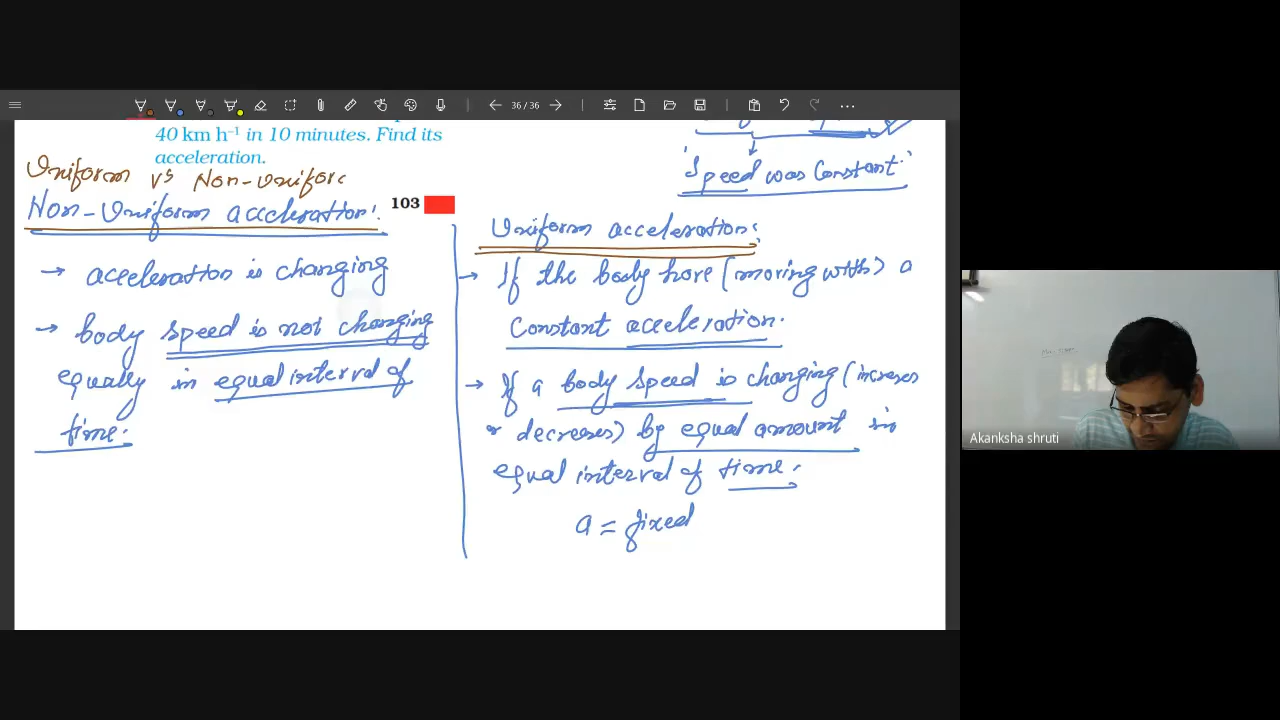 36/36
40 km h⁻¹ in 10 minutes. Find its
acceleration.
Uniform vs Non-Uniform
Non-Uniform acceleration:
103
→ acceleration is changing
→ body speed is not changing
equally in equal interval of
time.
'Speed was Constant.'
Uniform acceleration:
→ If the body hore (moving with) a
Constant acceleration.
→ If a body speed is changing (increses
or decreeses) by equal amount in
equal interval of time.
a = fixed
Akanksha shruti